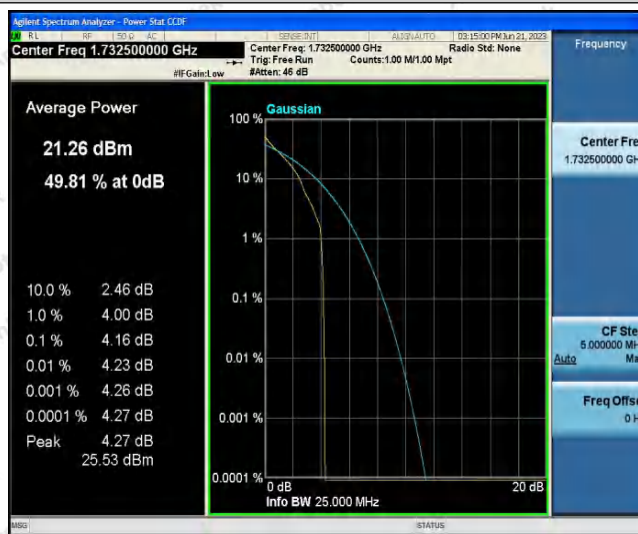 Agilent Spectrum Analyzer - Power Stat CCDF
RL RF 50 Ω AC SENSE:INT ALIGN AUTO 03:15:00 PM Jun 21, 2023
Center Freq 1.732500000 GHz
Center Freq: 1.732500000 GHz Radio Std: None
Trig: Free Run Counts:1.00 M/1.00 Mpt
#IFGain:Low #Atten: 46 dB
Frequency
Average Power
21.26 dBm
49.81 % at 0dB
10.0 % 2.46 dB
1.0 % 4.00 dB
0.1 % 4.16 dB
0.01 % 4.23 dB
0.001 % 4.26 dB
0.0001 % 4.27 dB
Peak 4.27 dB
25.53 dBm
Gaussian
100 %
10 %
1 %
0.1 %
0.01 %
0.001 %
0.0001 %
0 dB 20 dB
Info BW 25.000 MHz
Center Fre
1.732500000 GH
CF Ste
5.000000 MH
Auto Ma
Freq Offse
0 H
MSG STATUS